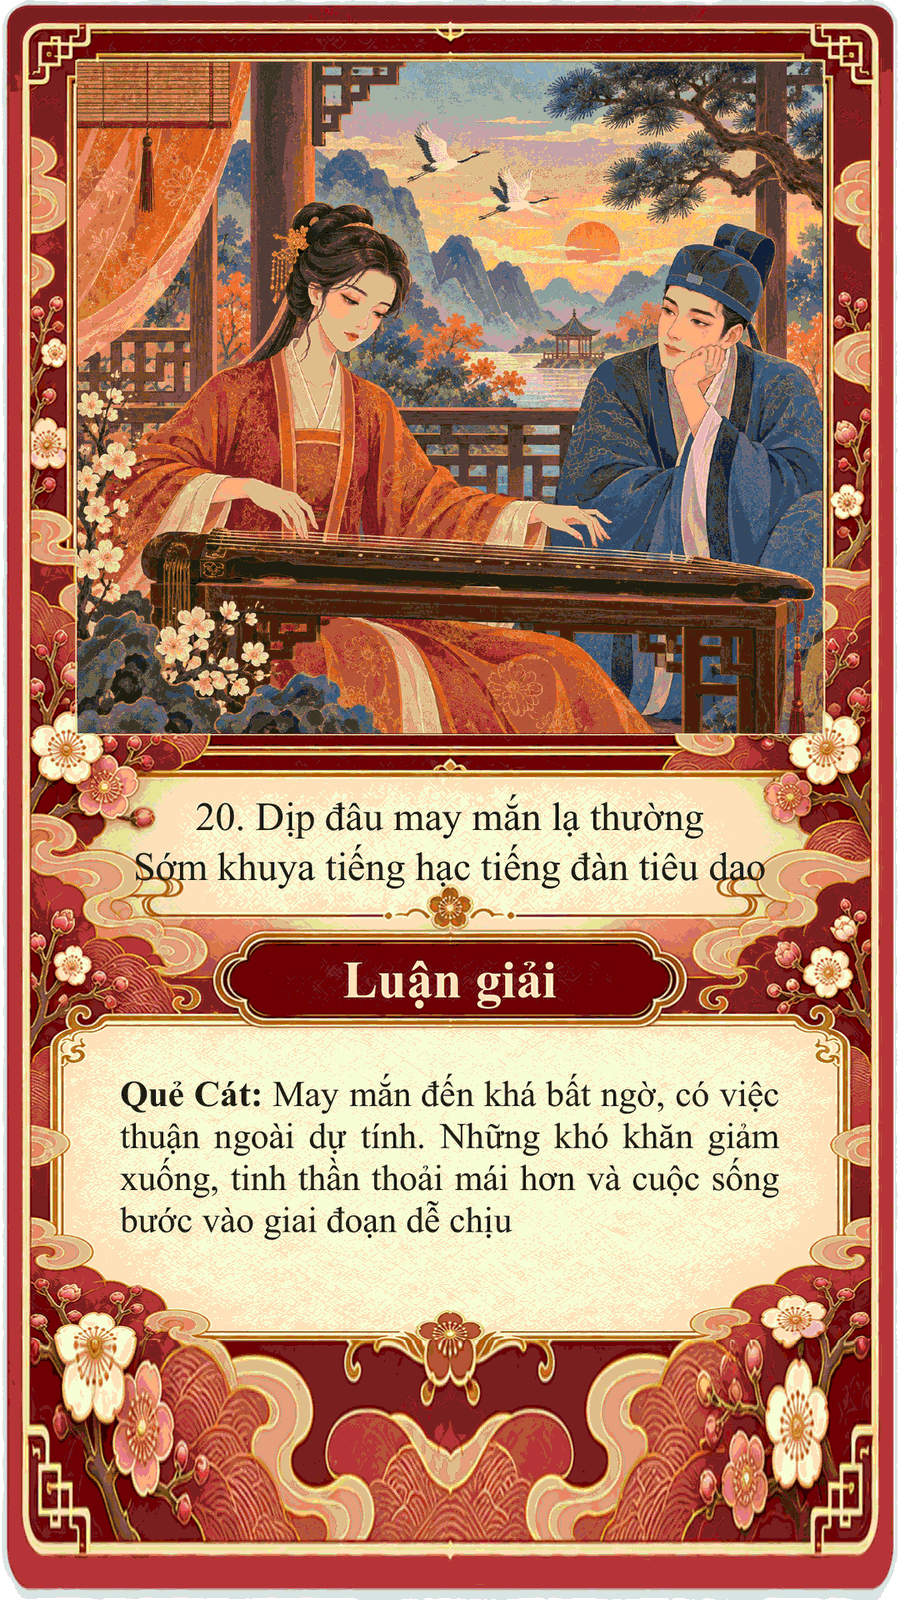 20. Dịp đâu may mắn lạ thường
Sớm khuya tiếng hạc tiếng đàn tiêu dao
Luận giải
Quẻ Cát: May mắn đến khá bất ngờ, có việc
thuận ngoài dự tính. Những khó khăn giảm
xuống, tinh thần thoải mái hơn và cuộc sống
bước vào giai đoạn dễ chịu